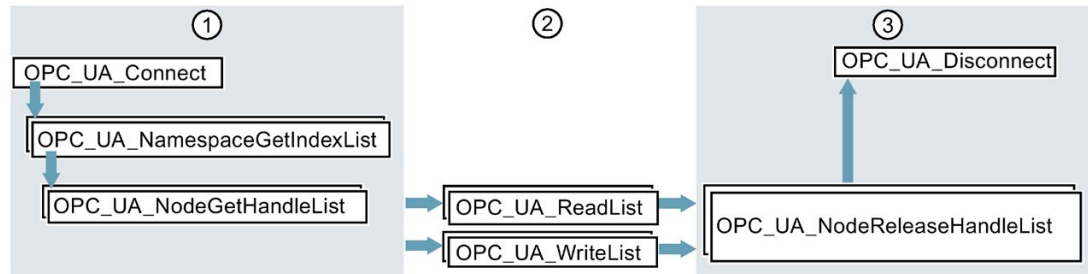 1
2
3
OPC_UA_Connect
OPC_UA_Disconnect
OPC_UA_NamespaceGetIndexList
OPC_UA_NodeGetHandleList
OPC_UA_ReadList
OPC_UA_WriteList
OPC_UA_NodeReleaseHandleList